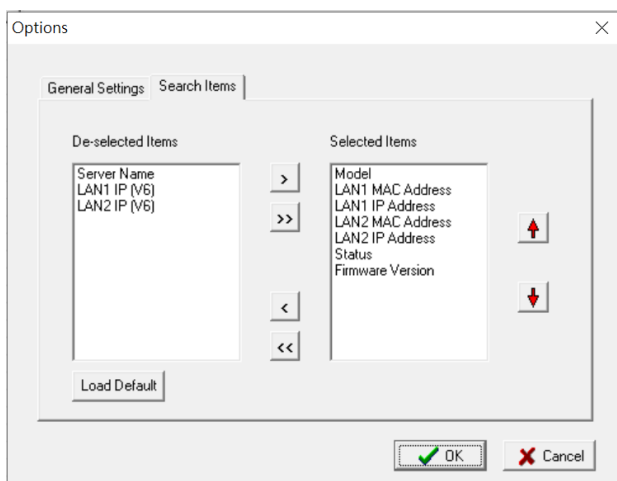 Options
General Settings
Search Items
De-selected Items
Server Name
LAN1 IP (V6)
LAN2 IP (V6)
>
>>
<
<<
Selected Items
Model
LAN1 MAC Address
LAN1 IP Address
LAN2 MAC Address
LAN2 IP Address
Status
Firmware Version
Load Default
OK
Cancel